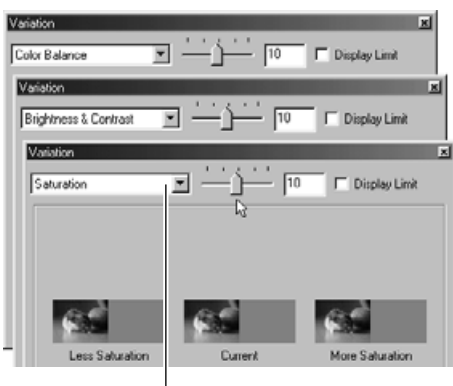 Variation
Color Balance 10 Display Limit
Variation
Brightness & Contrast 10 Display Limit
Variation
Saturation 10 Display Limit
Less Saturation Current More Saturation